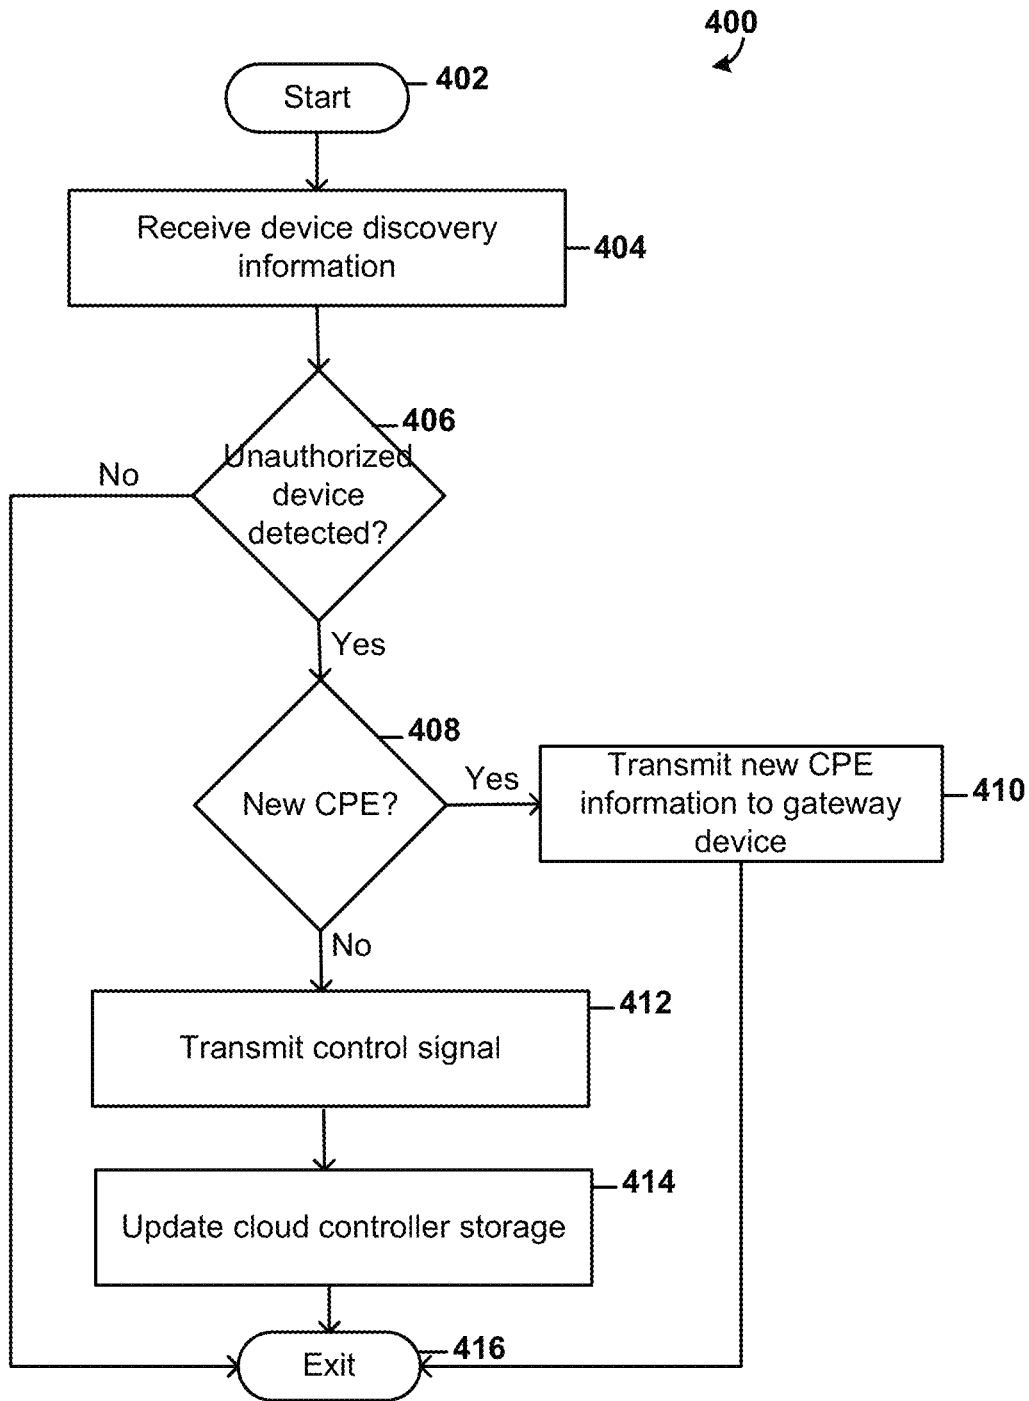 400
Start
402
Receive device discovery
information
404
406
Unauthorized
device
detected?
No
Yes
408
New CPE?
Yes
Transmit new CPE
information to gateway
device
410
No
412
Transmit control signal
414
Update cloud controller storage
Exit
416